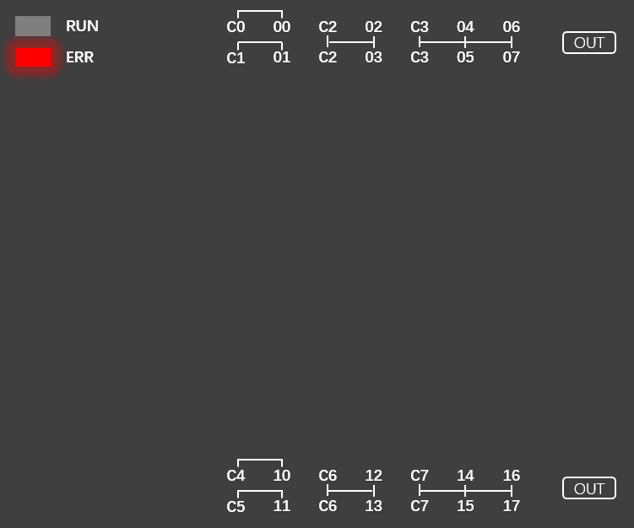 RUN C0 00 C2 02 C3 04 06
ERR C1 01 C2 03 C3 05 07 OUT
C4 10 C6 12 C7 14 16
C5 11 C6 13 C7 15 17 OUT